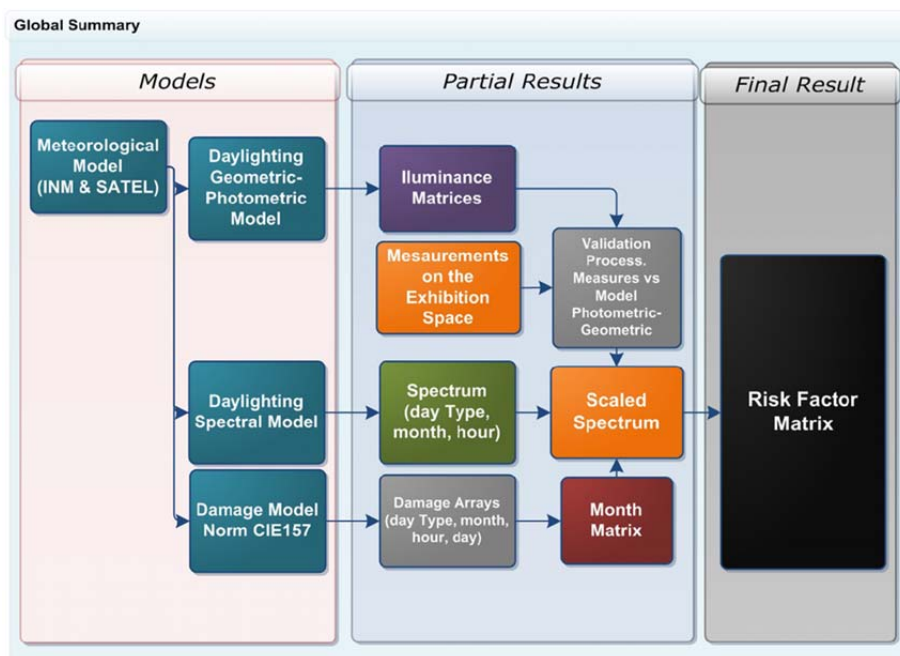 Global Summary
Models
Partial Results
Final Result
Meteorological
Model
(INM & SATEL)
Daylighting
Geometric-
Photometric
Model
Iluminance
Matrices
Mesaurements
on the
Exhibition
Space
Validation
Process.
Measures vs
Model
Photometric-
Geometric
Daylighting
Spectral Model
Spectrum
(day Type,
month, hour)
Scaled
Spectrum
Risk Factor
Matrix
Damage Model
Norm CIE157
Damage Arrays
(day Type, month,
hour, day)
Month
Matrix